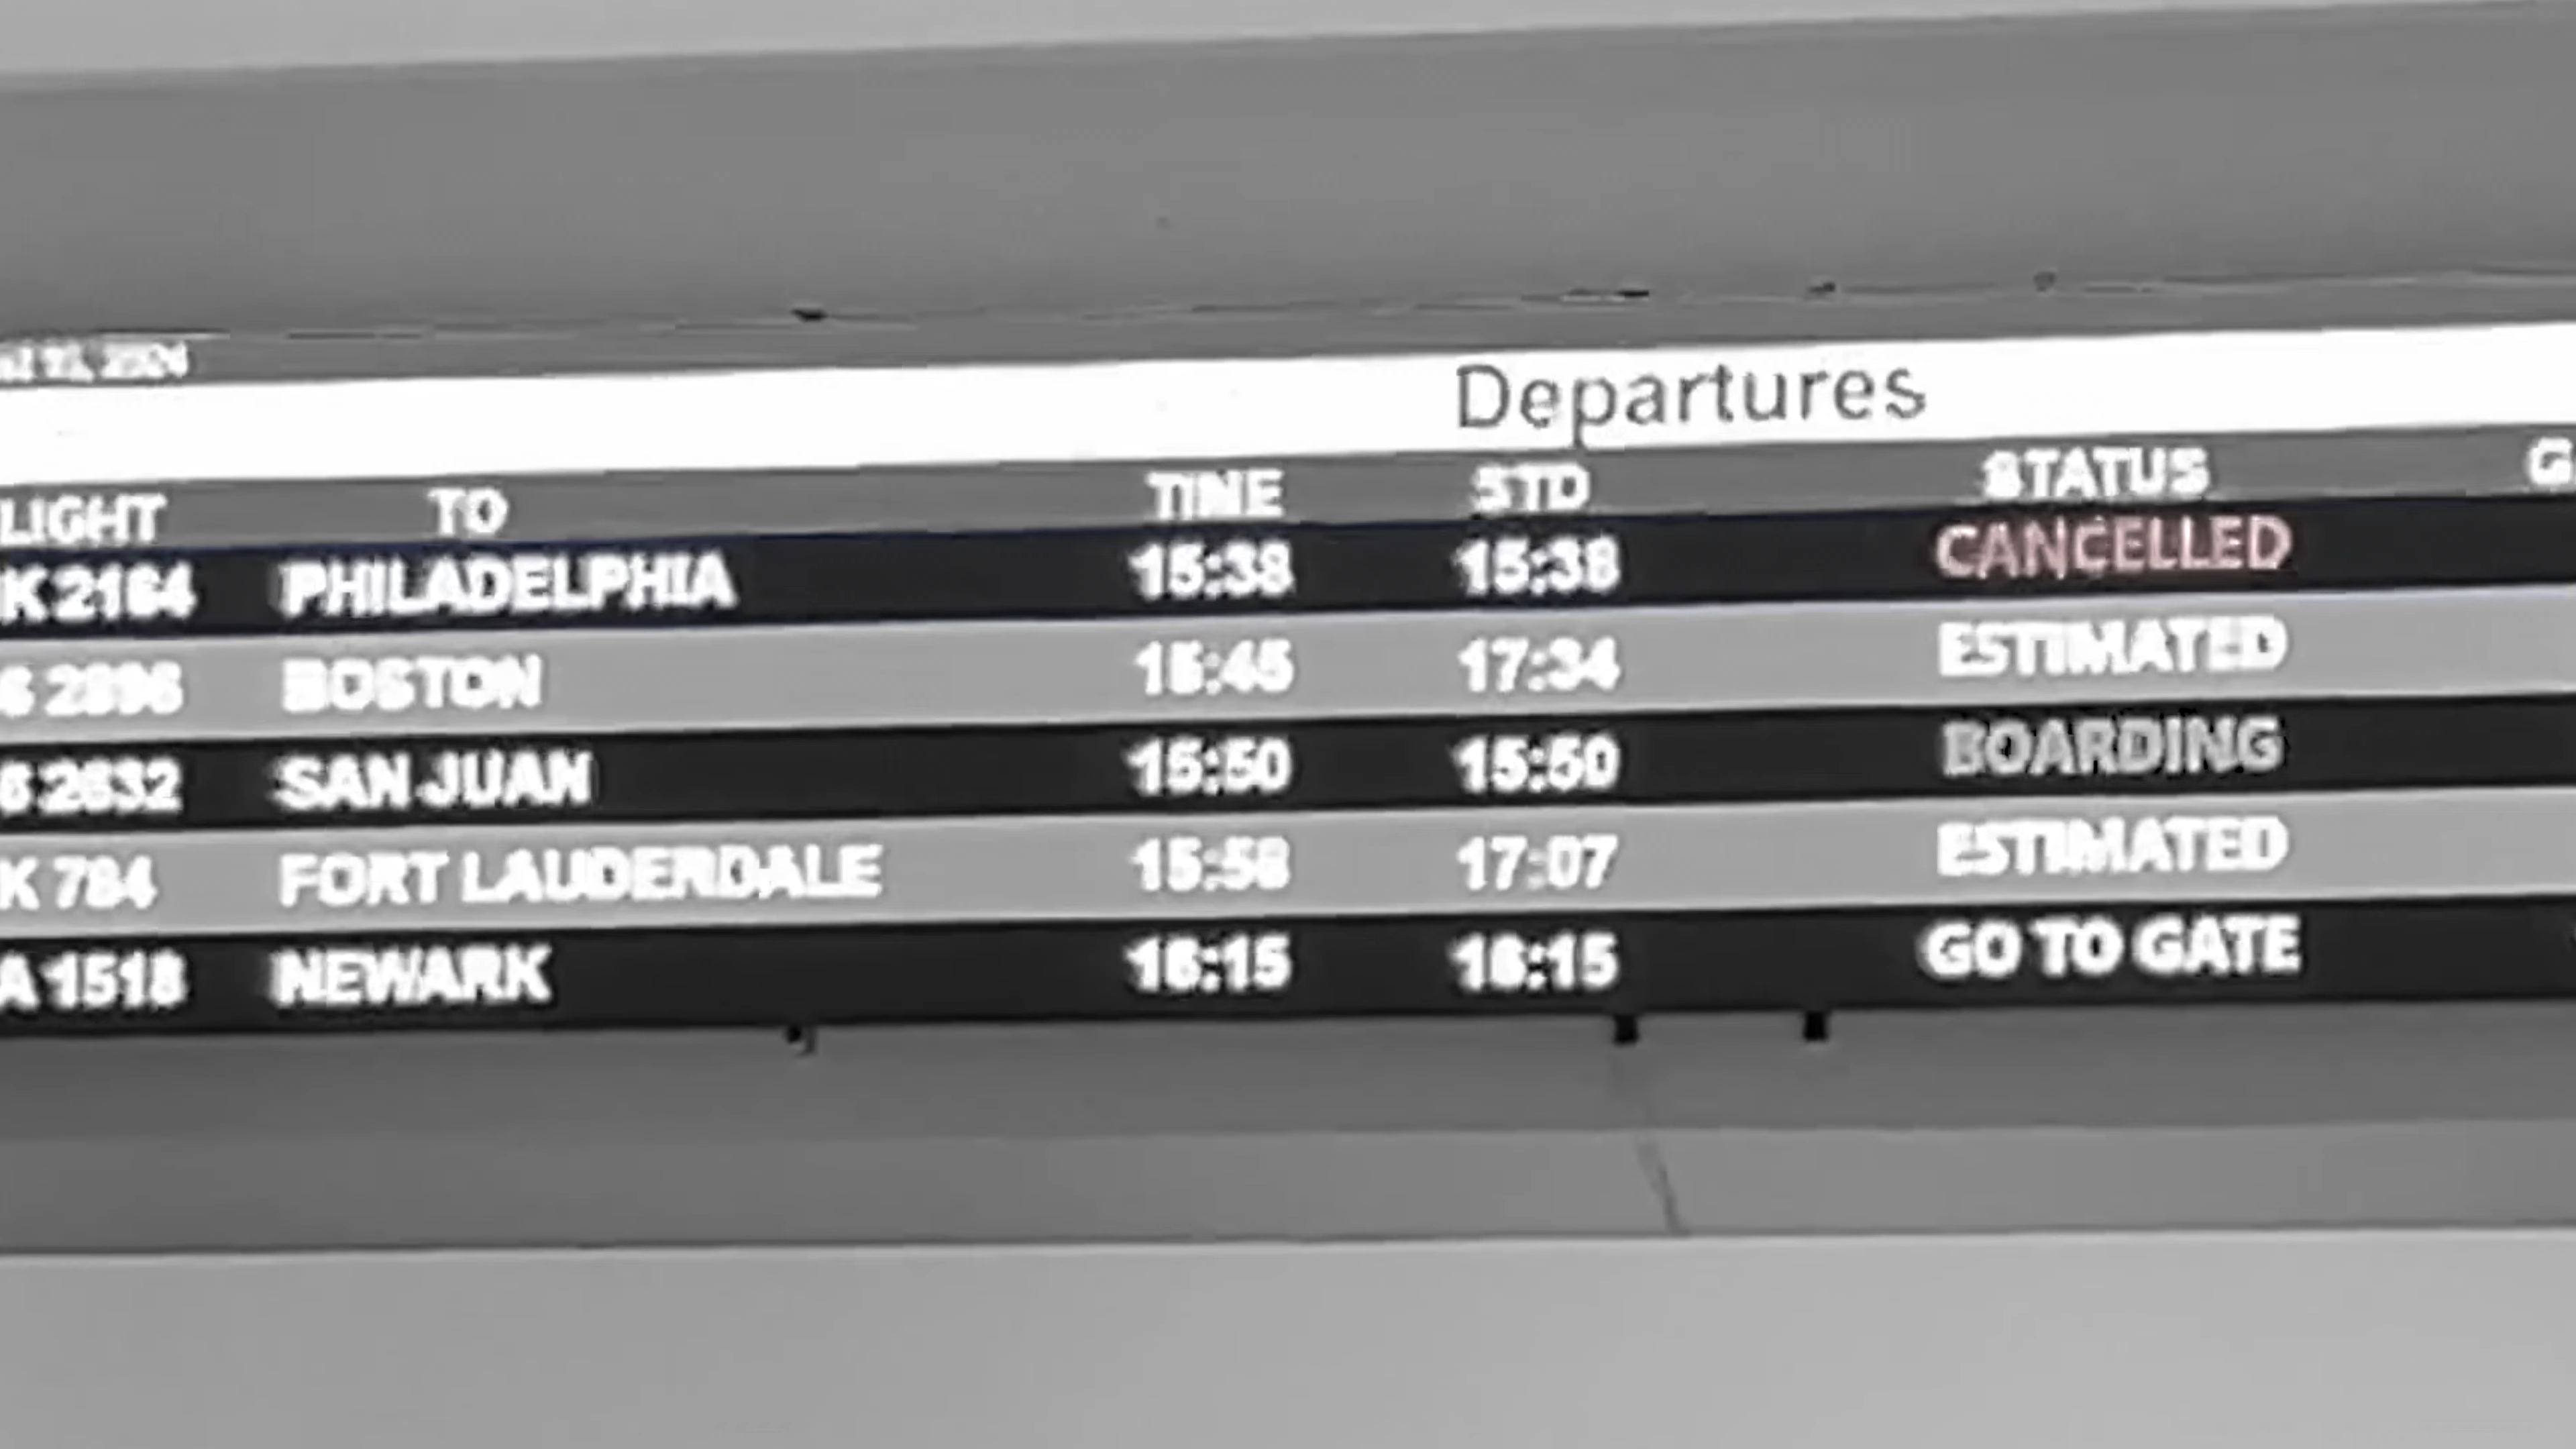 Departures
LIGHT TO TIME STD STATUS G
K 2164 PHILADELPHIA 15:38 15:38 CANCELLED
BOSTON 15:45 17:34 ESTIMATED
6 2632 SAN JUAN 15:50 15:50 BOARDING
K 784 FORT LAUDERDALE 15:58 17:07 ESTIMATED
A 1518 NEWARK 16:15 16:15 GO TO GATE